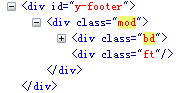 <div id="y-footer">
<div class="mod">
<div class="bd">
<div class="ft"/>
</div>
</div>